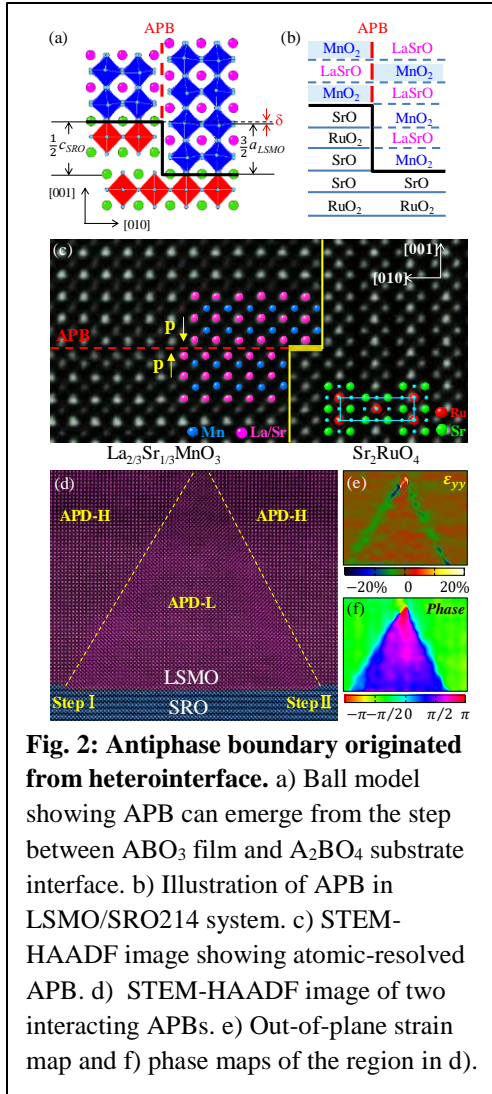 APB
(a)
½ c_SRO
δ
3/2 a_LSMO
[001]
[010]
APB
(b)
MnO₂ LaSrO
LaSrO MnO₂
MnO₂ LaSrO
SrO MnO₂
RuO₂ LaSrO
SrO MnO₂
SrO SrO
RuO₂ RuO₂
(c)
[001]
[010]
APB
p
p
Mn La/Sr
Ru
Sr
La₂/₃Sr₁/₃MnO₃ Sr₂RuO₄
(d)
APD-H APD-H
APD-L
LSMO
Step I Step II
SRO
(e) ε_yy
−20% 0 20%
(f) Phase
−π −π/2 0 π/2 π
Fig. 2: Antiphase boundary originated
from heterointerface. a) Ball model
showing APB can emerge from the step
between ABO₃ film and A₂BO₄ substrate
interface. b) Illustration of APB in
LSMO/SRO214 system. c) STEM-
HAADF image showing atomic-resolved
APB. d) STEM-HAADF image of two
interacting APBs. e) Out-of-plane strain
map and f) phase maps of the region in d).